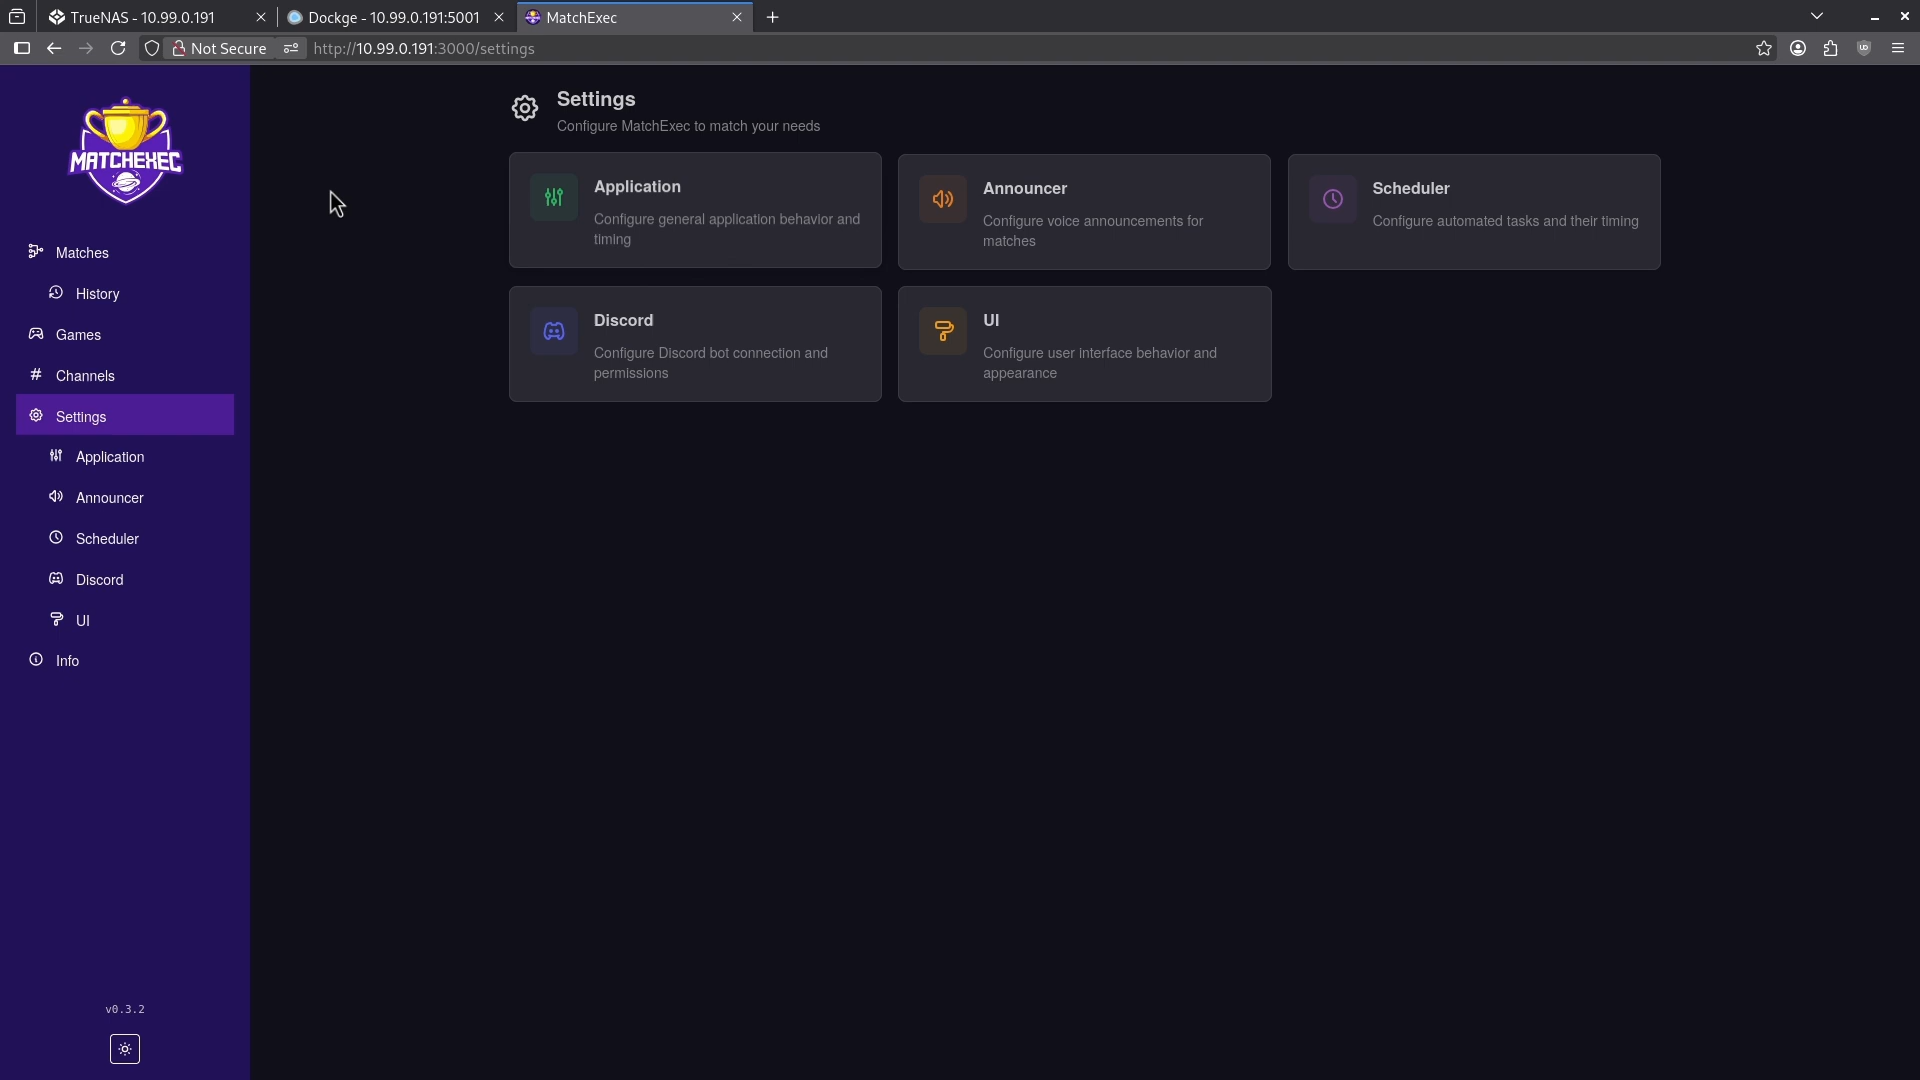 TrueNAS - 10.99.0.191
Dockge - 10.99.0.191:5001
MatchExec
Not Secure
http://10.99.0.191:3000/settings
MATCHEXEC
Matches
History
Games
Channels
Settings
Application
Announcer
Scheduler
Discord
UI
Info
v0.3.2
Settings
Configure MatchExec to match your needs
Application
Configure general application behavior and
timing
Announcer
Configure voice announcements for
matches
Scheduler
Configure automated tasks and their timing
Discord
Configure Discord bot connection and
permissions
UI
Configure user interface behavior and
appearance